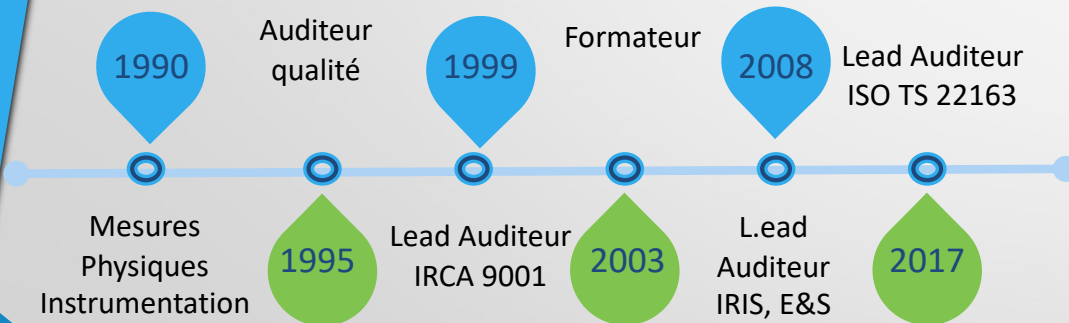 1990
Mesures
Physiques
Instrumentation
Auditeur
qualité
1995
1999
Lead Auditeur
IRCA 9001
Formateur
2003
2008
L.ead
Auditeur
IRIS, E&S
Lead Auditeur
ISO TS 22163
2017